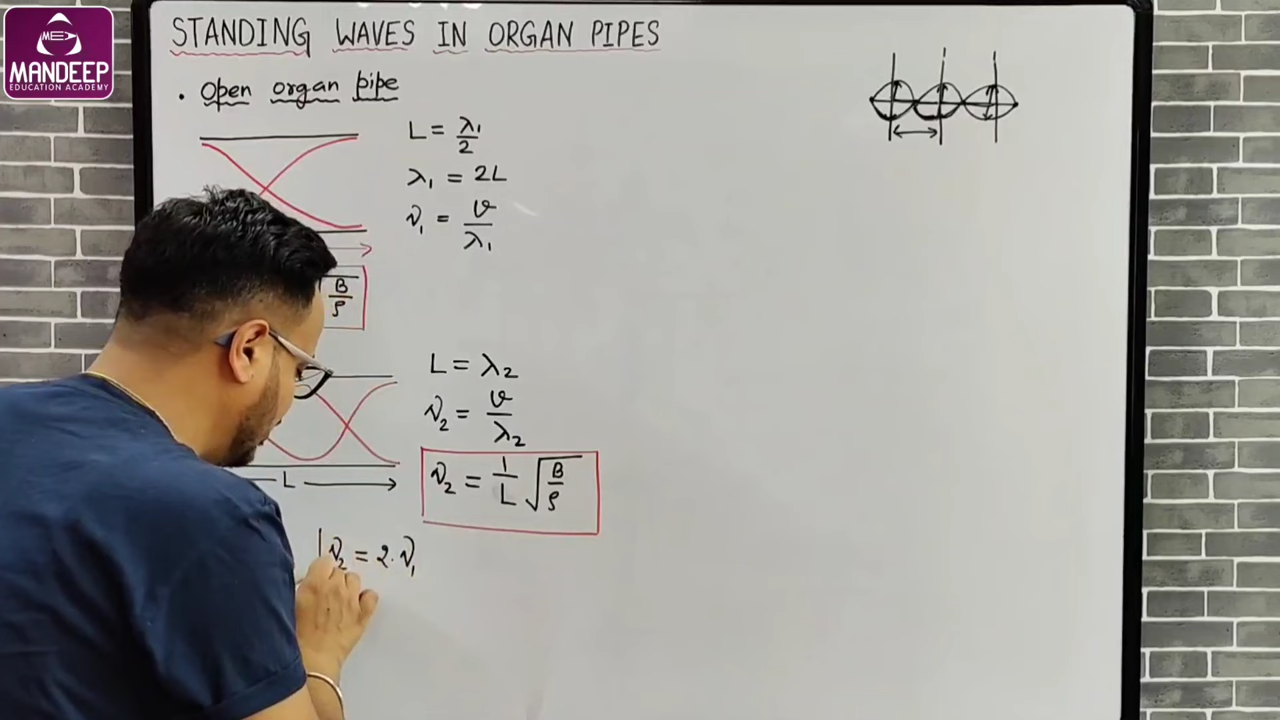 MEA
MANDEEP
EDUCATION ACADEMY
STANDING WAVES IN ORGAN PIPES
• Open organ pipe
L = λ₁/2
λ₁ = 2L
ν₁ = v/λ₁
B/ρ
L = λ₂
ν₂ = v/λ₂
ν₂ = 1/L √(B/ρ)
L
ν₂ = 2·ν₁